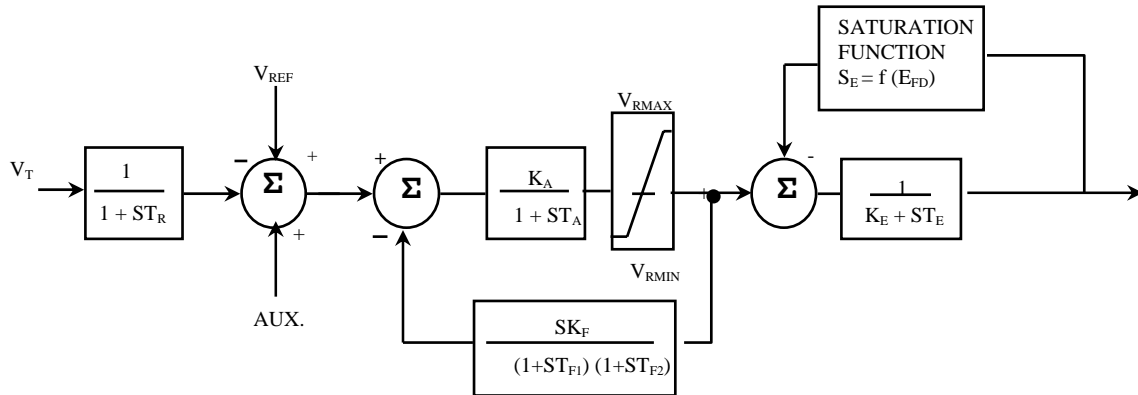 SATURATION
FUNCTION
S_E = f (E_FD)
V_REF
V_RMAX
V_T
1
1 + ST_R
−
+
Σ
+
+
Σ
−
K_A
1 + ST_A
+
-
Σ
1
K_E + ST_E
V_RMIN
AUX.
SK_F
(1+ST_F1) (1+ST_F2)